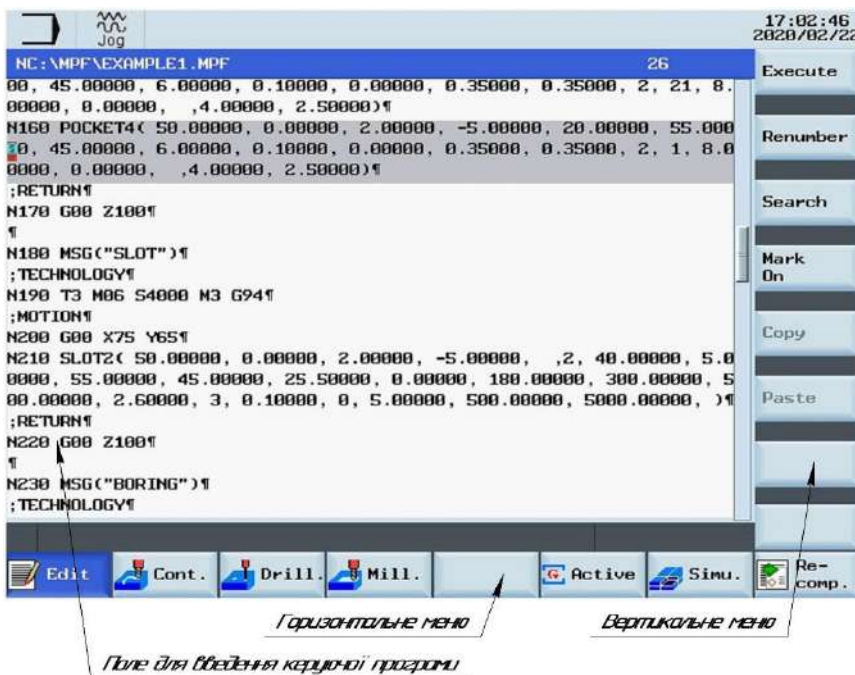 Jog
17:02:46
2020/02/22
NC:\MPF\EXAMPLE1.MPF 26
00, 45.00000, 6.00000, 0.10000, 0.00000, 0.35000, 0.35000, 2, 21, 8.
00000, 0.00000, ,4.00000, 2.50000)¶
N160 POCKET4( 50.00000, 0.00000, 2.00000, -5.00000, 20.00000, 55.000
00, 45.00000, 6.00000, 0.10000, 0.00000, 0.35000, 0.35000, 2, 1, 8.0
0000, 0.00000, ,4.00000, 2.50000)¶
;RETURN¶
N170 G00 Z100¶
¶
N180 MSG("SLOT")¶
;TECHNOLOGY¶
N190 T3 M06 S4000 M3 G94¶
;MOTION¶
N200 G00 X75 Y65¶
N210 SLOT2( 50.00000, 0.00000, 2.00000, -5.00000, ,2, 40.00000, 5.0
0000, 55.00000, 45.00000, 25.50000, 0.00000, 180.00000, 300.00000, 5
00.00000, 2.60000, 3, 0.10000, 0, 5.00000, 500.00000, 5000.00000, )¶
;RETURN¶
N220 G00 Z100¶
¶
N230 MSG("BORING")¶
;TECHNOLOGY¶
Execute
Renumber
Search
Mark
On
Copy
Paste
Edit
Cont.
Drill.
Mill.
Active
Simu.
Re-
comp.
Горизонтальне меню
Вертикальне меню
Поле для введення керуючої програми